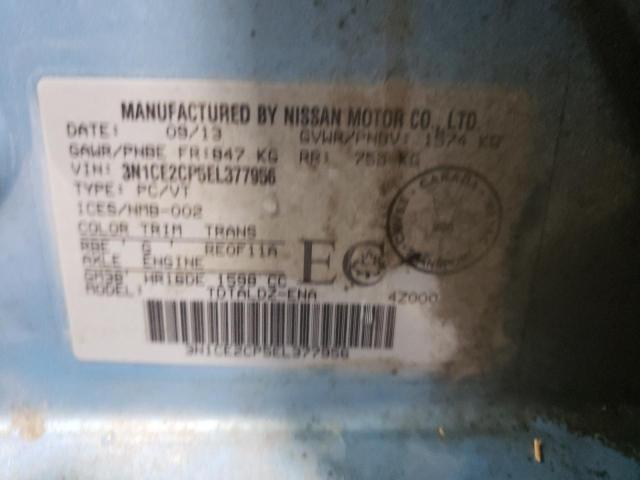 MANUFACTURED BY NISSAN MOTOR CO., LTD.
DATE: 09/13 GVWR/PNBV: 1574 KG
GAWR/PNBE FR: 847 KG RR: 753 KG
VIN: 3N1CE2CP5EL377956
TYPE: PC/VT
ICES/NMB-002
COLOR TRIM TRANS
RBE G RE0F11A
AXLE ENGINE
HR16DE 1598 CC
MODEL: TDTALDZ-ENA 4Z000
EC
CANADA
3N1CE2CP5EL377956